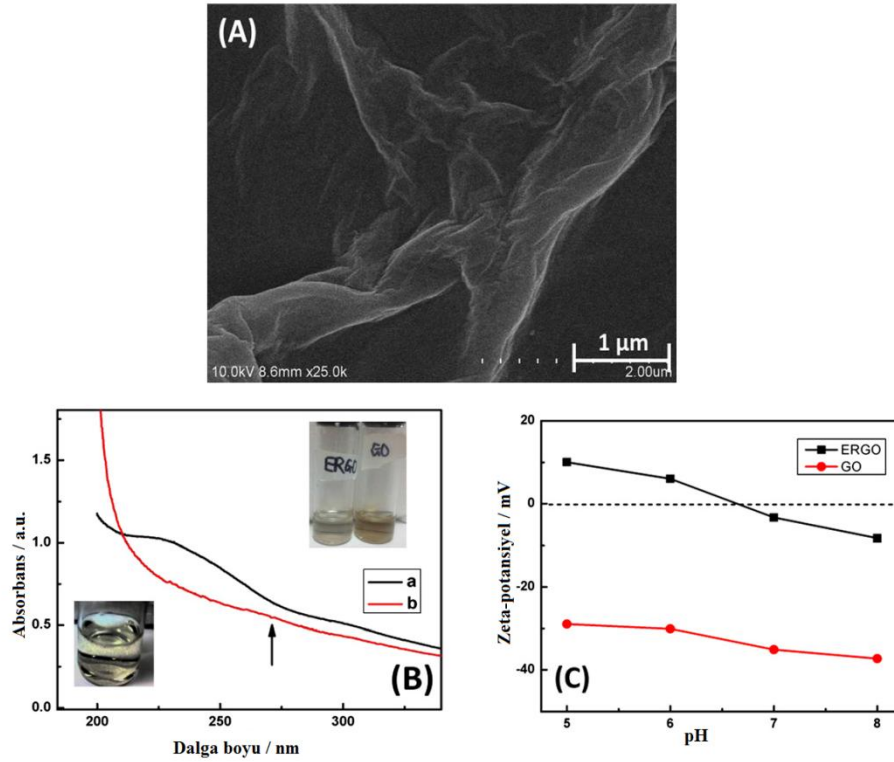 (A)
1 µm
10.0kV 8.6mm x25.0k
2.00um
Absorbans / a.u.
1.5
1.0
0.5
0.0
200
250
300
Dalga boyu / nm
ERGO
GO
a
b
(B)
Zeta-potansiyel / mV
20
0
-20
-40
5
6
7
8
pH
ERGO
GO
(C)